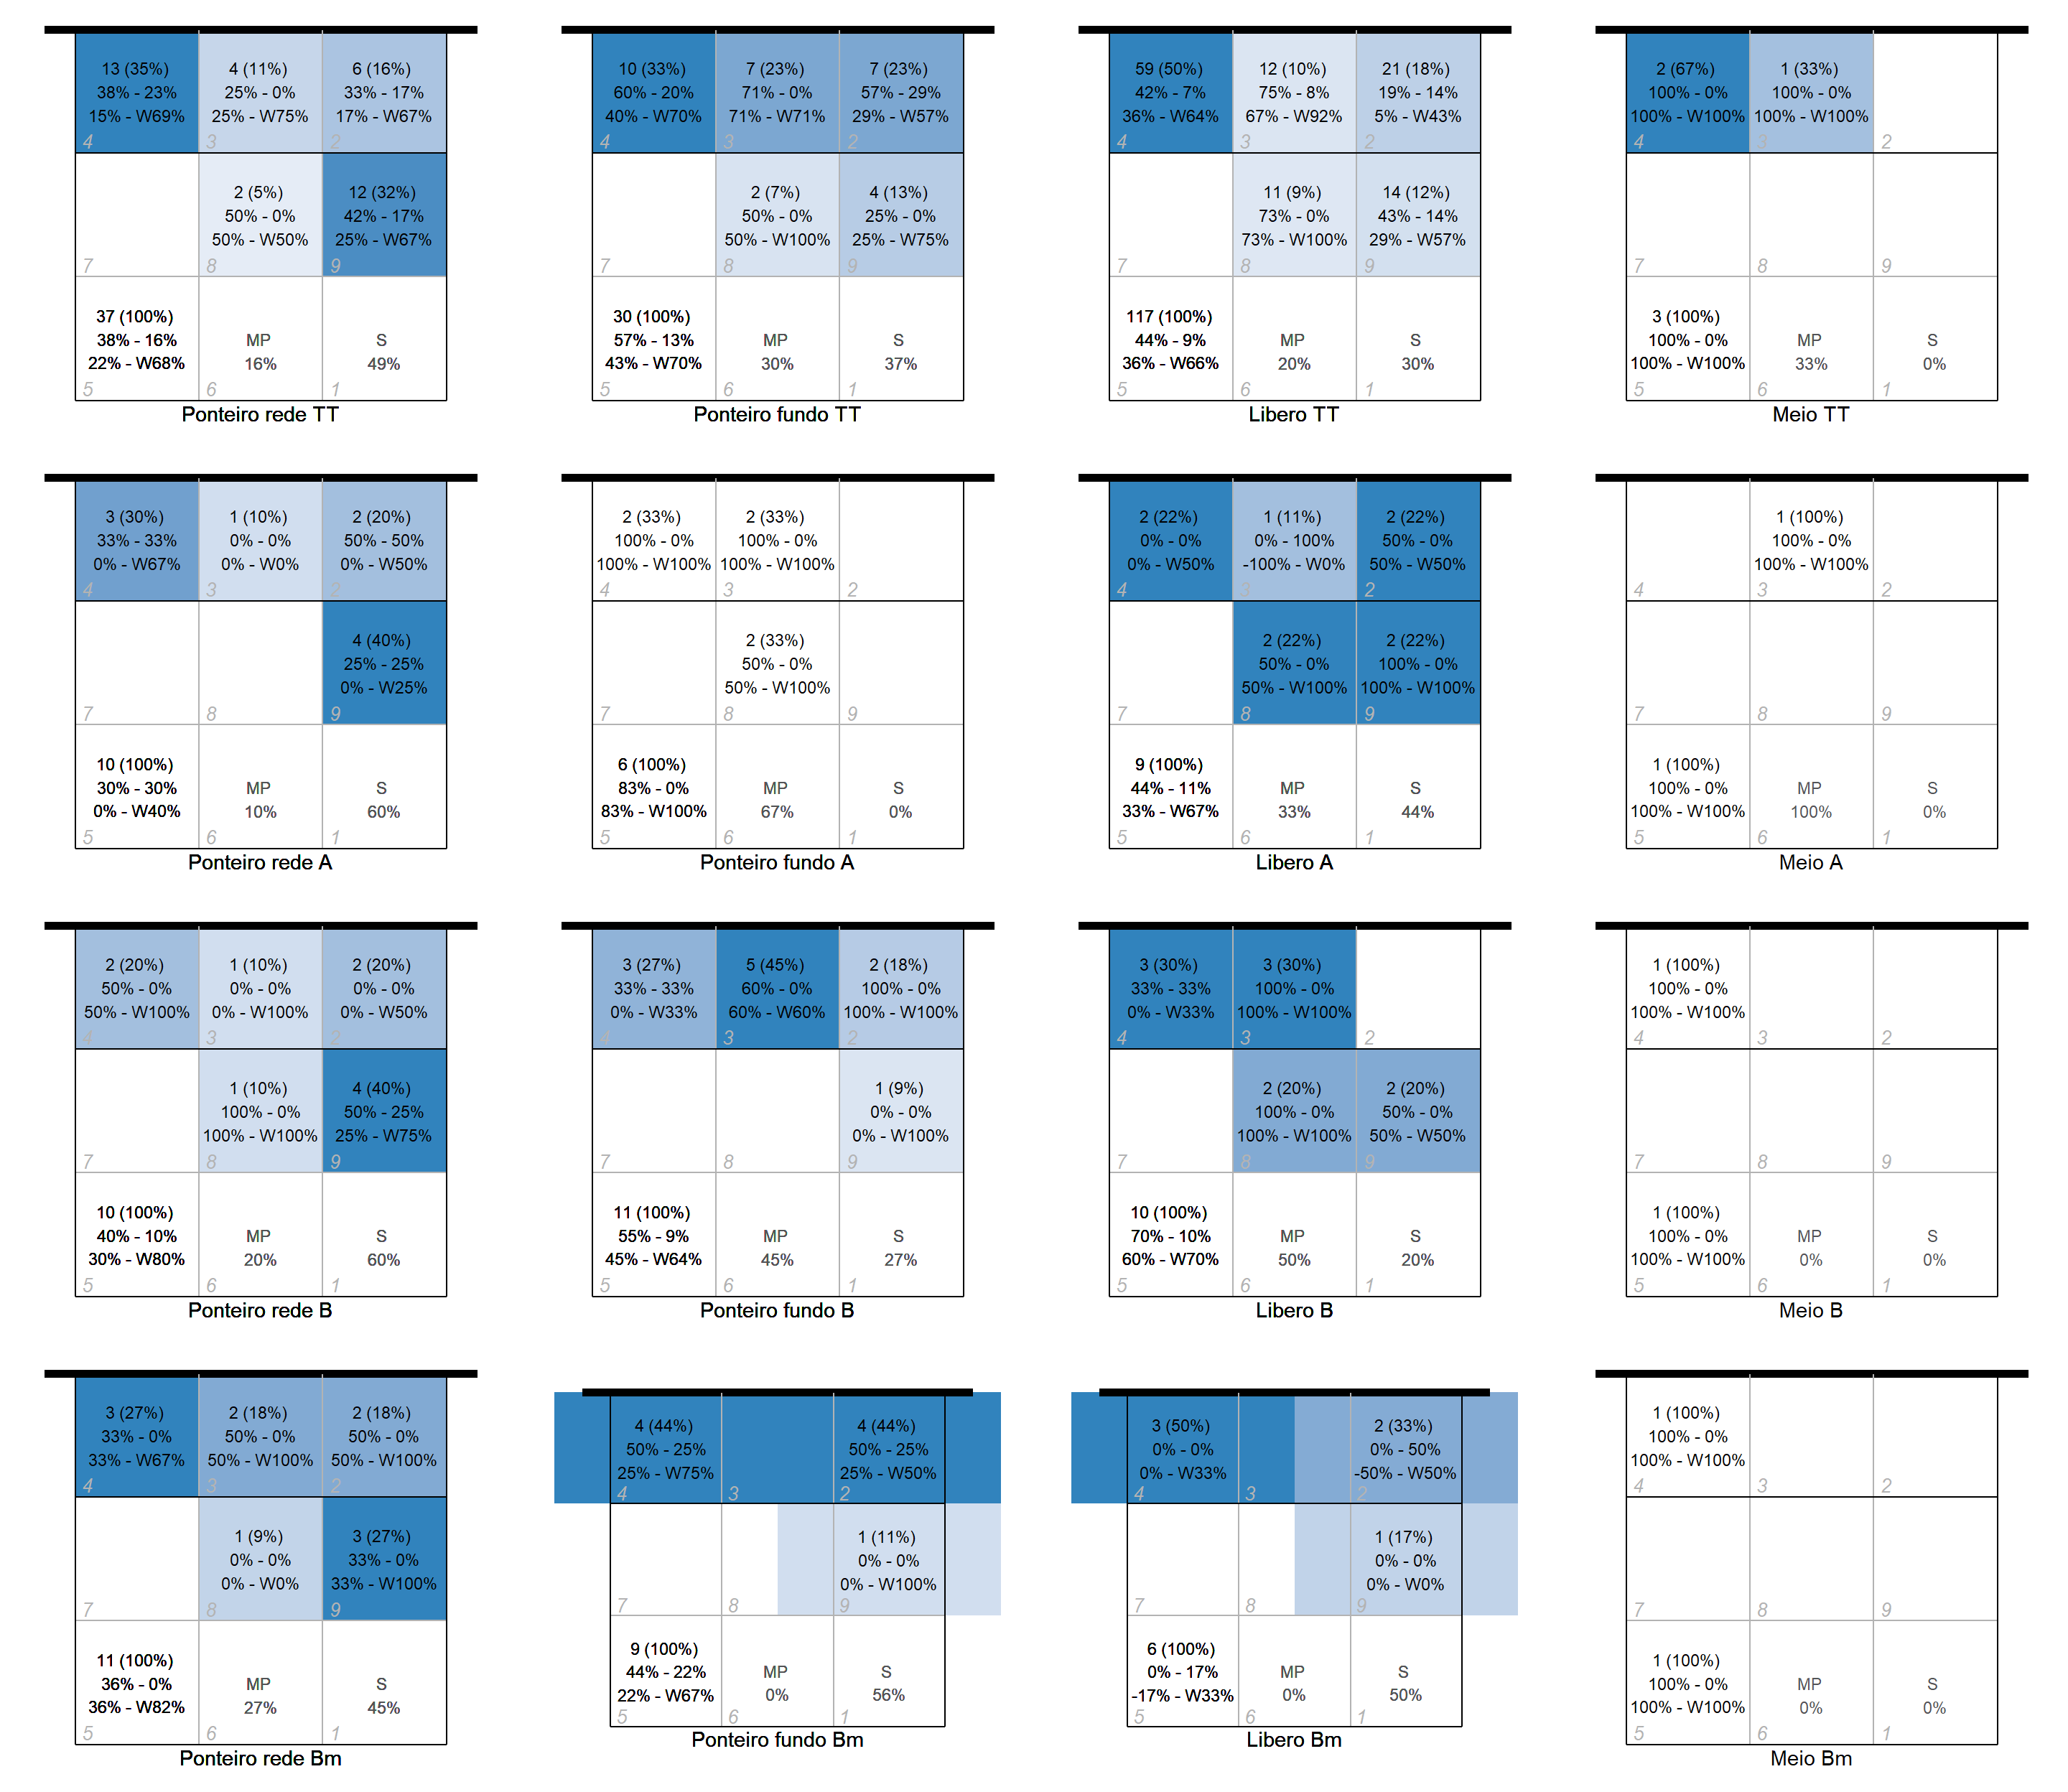 13 (35%)
38% - 23%
15% - W69%
4
4 (11%)
25% - 0%
25% - W75%
3
6 (16%)
33% - 17%
17% - W67%
2
7
2 (5%)
50% - 0%
50% - W50%
8
12 (32%)
42% - 17%
25% - W67%
9
37 (100%)
38% - 16%
22% - W68%
5
MP
16%
6
S
49%
1
Ponteiro rede TT
10 (33%)
60% - 20%
40% - W70%
4
7 (23%)
71% - 0%
71% - W71%
3
7 (23%)
57% - 29%
29% - W57%
2
7
2 (7%)
50% - 0%
50% - W100%
8
4 (13%)
25% - 0%
25% - W75%
9
30 (100%)
57% - 13%
43% - W70%
5
MP
30%
6
S
37%
1
Ponteiro fundo TT
59 (50%)
42% - 7%
36% - W64%
4
12 (10%)
75% - 8%
67% - W92%
3
21 (18%)
19% - 14%
5% - W43%
2
7
11 (9%)
73% - 0%
73% - W100%
8
14 (12%)
43% - 14%
29% - W57%
9
117 (100%)
44% - 9%
36% - W66%
5
MP
20%
6
S
30%
1
Libero TT
2 (67%)
100% - 0%
100% - W100%
4
1 (33%)
100% - 0%
100% - W100%
3
2
7
8
9
3 (100%)
100% - 0%
100% - W100%
5
MP
33%
6
S
0%
1
Meio TT
3 (30%)
33% - 33%
0% - W67%
4
1 (10%)
0% - 0%
0% - W0%
3
2 (20%)
50% - 50%
0% - W50%
2
7
8
4 (40%)
25% - 25%
0% - W25%
9
10 (100%)
30% - 30%
0% - W40%
5
MP
10%
6
S
60%
1
Ponteiro rede A
2 (33%)
100% - 0%
100% - W100%
4
2 (33%)
100% - 0%
100% - W100%
3
2
7
2 (33%)
50% - 0%
50% - W100%
8
9
6 (100%)
83% - 0%
83% - W100%
5
MP
67%
6
S
0%
1
Ponteiro fundo A
2 (22%)
0% - 0%
0% - W50%
4
1 (11%)
0% - 100%
-100% - W0%
3
2 (22%)
50% - 0%
50% - W50%
2
7
2 (22%)
50% - 0%
50% - W100%
8
2 (22%)
100% - 0%
100% - W100%
9
9 (100%)
44% - 11%
33% - W67%
5
MP
33%
6
S
44%
1
Libero A
4
1 (100%)
100% - 0%
100% - W100%
3
2
7
8
9
1 (100%)
100% - 0%
100% - W100%
5
MP
100%
6
S
0%
1
Meio A
2 (20%)
50% - 0%
50% - W100%
4
1 (10%)
0% - 0%
0% - W100%
3
2 (20%)
0% - 0%
0% - W50%
2
7
1 (10%)
100% - 0%
100% - W100%
8
4 (40%)
50% - 25%
25% - W75%
9
10 (100%)
40% - 10%
30% - W80%
5
MP
20%
6
S
60%
1
Ponteiro rede B
3 (27%)
33% - 33%
0% - W33%
4
5 (45%)
60% - 0%
60% - W60%
3
2 (18%)
100% - 0%
100% - W100%
2
7
8
1 (9%)
0% - 0%
0% - W100%
9
11 (100%)
55% - 9%
45% - W64%
5
MP
45%
6
S
27%
1
Ponteiro fundo B
3 (30%)
33% - 33%
0% - W33%
4
3 (30%)
100% - 0%
100% - W100%
3
2
7
2 (20%)
100% - 0%
100% - W100%
8
2 (20%)
50% - 0%
50% - W50%
9
10 (100%)
70% - 10%
60% - W70%
5
MP
50%
6
S
20%
1
Libero B
1 (100%)
100% - 0%
100% - W100%
4
3
2
7
8
9
1 (100%)
100% - 0%
100% - W100%
5
MP
0%
6
S
0%
1
Meio B
3 (27%)
33% - 0%
33% - W67%
4
2 (18%)
50% - 0%
50% - W100%
3
2 (18%)
50% - 0%
50% - W100%
2
7
1 (9%)
0% - 0%
0% - W0%
8
3 (27%)
33% - 0%
33% - W100%
9
11 (100%)
36% - 0%
36% - W82%
5
MP
27%
6
S
45%
1
Ponteiro rede Bm
4 (44%)
50% - 25%
25% - W75%
4
3
4 (44%)
50% - 25%
25% - W50%
2
7
8
1 (11%)
0% - 0%
0% - W100%
9
9 (100%)
44% - 22%
22% - W67%
5
MP
0%
6
S
56%
1
Ponteiro fundo Bm
3 (50%)
0% - 0%
0% - W33%
4
3
2 (33%)
0% - 50%
-50% - W50%
2
7
8
1 (17%)
0% - 0%
0% - W0%
9
6 (100%)
0% - 17%
-17% - W33%
5
MP
0%
6
S
50%
1
Libero Bm
1 (100%)
100% - 0%
100% - W100%
4
3
2
7
8
9
1 (100%)
100% - 0%
100% - W100%
5
MP
0%
6
S
0%
1
Meio Bm